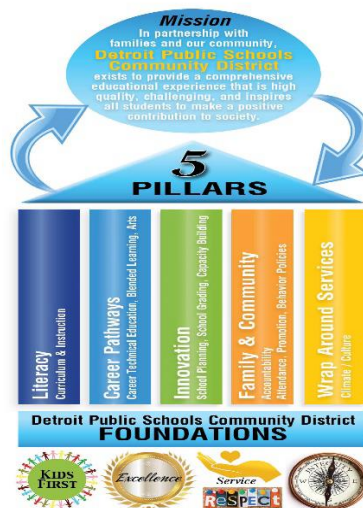 Mission
In partnership with
families and our community,
Detroit Public Schools
Community District
exists to provide a comprehensive
educational experience that is high
quality, challenging, and inspires
all students to make a positive
contribution to society.
5
PILLARS
Literacy
Curriculum & Instruction
Career Pathways
Career Technical Education, Blended Learning, Arts
Innovation
School Planning, School Grading, Capacity Building
Family & Community
Accountability
Attendance, Promotion, Behavior Policies
Wrap Around Services
Climate / Culture
Detroit Public Schools Community District
FOUNDATIONS
KIDS
FIRST
Excellence
Service
ReSPECT